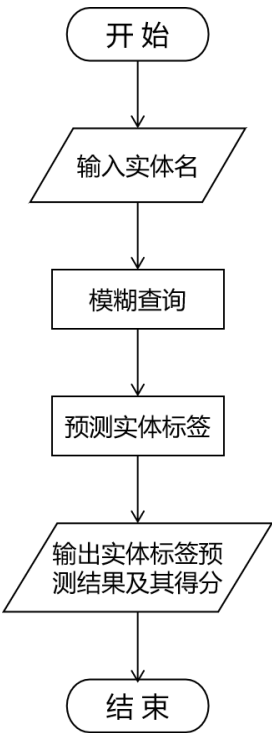 开 始
输入实体名
模糊查询
预测实体标签
输出实体标签预
测结果及其得分
结 束